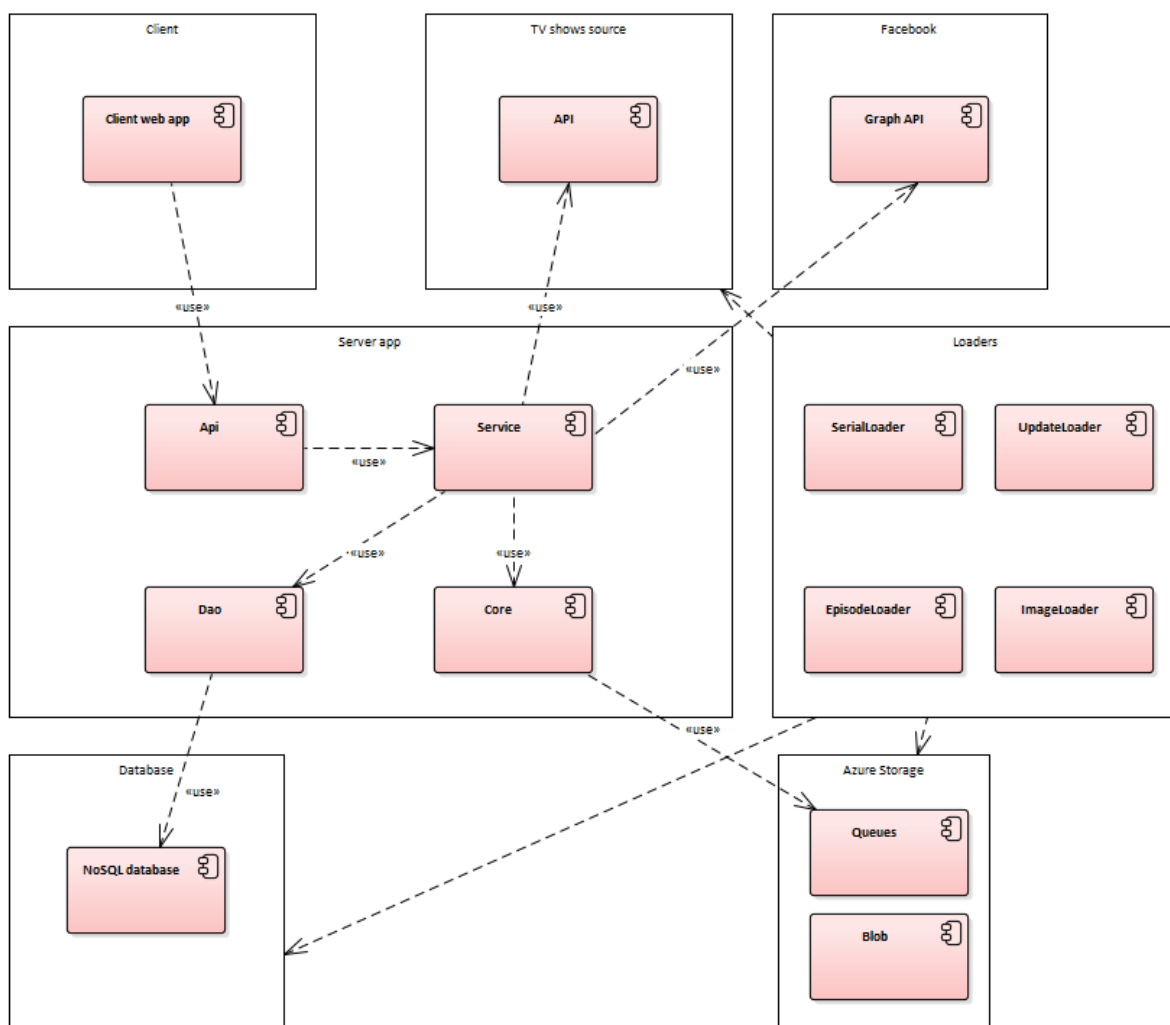 Client
TV shows source
Facebook
Client web app
API
Graph API
«use»
«use»
Server app
Loaders
«use»
Api
Service
SerialLoader
UpdateLoader
«use»
«use»
«use»
Dao
Core
EpisodeLoader
ImageLoader
«use»
Database
Azure Storage
«use»
Queues
NoSQL database
Blob